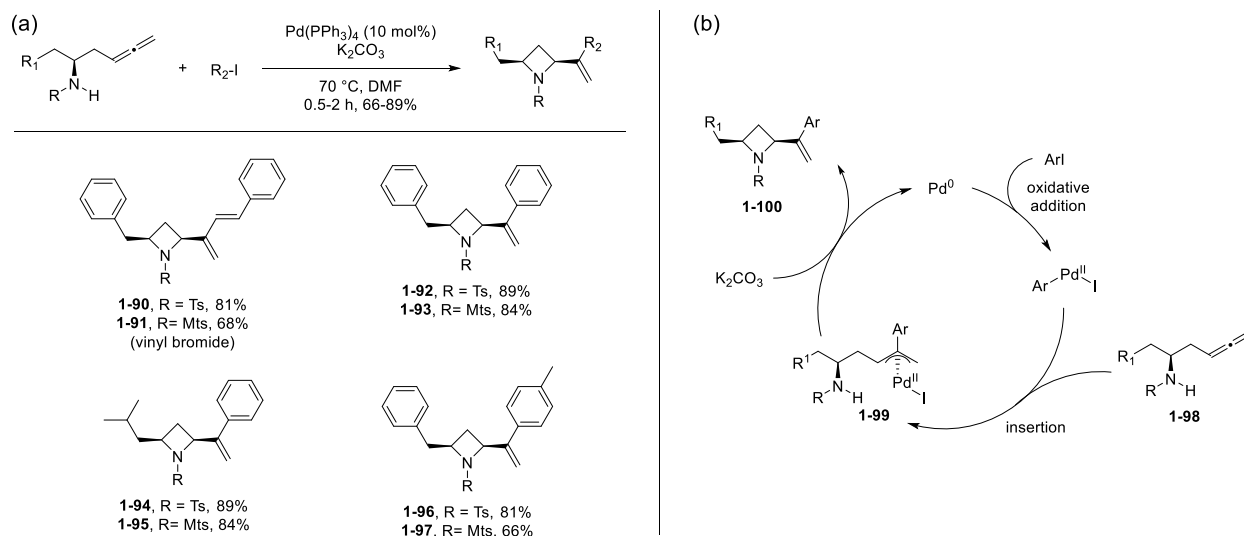 (a)
R₁
R
N
H
+
R₂-I
Pd(PPh₃)₄ (10 mol%)
K₂CO₃
70 °C, DMF
0.5-2 h, 66-89%
R₁
R₂
N
R
N
R
1-90, R = Ts, 81%
1-91, R= Mts, 68%
(vinyl bromide)
N
R
1-92, R = Ts, 89%
1-93, R= Mts, 84%
N
R
1-94, R = Ts, 89%
1-95, R= Mts, 84%
N
R
1-96, R = Ts, 81%
1-97, R= Mts, 66%
(b)
R₁
Ar
N
R
1-100
Pd⁰
ArI
oxidative
addition
K₂CO₃
Ar
Pdᴵᴵ
I
Ar
R¹
Pdᴵᴵ
I
R
N
H
1-99
R¹
R
N
H
1-98
insertion